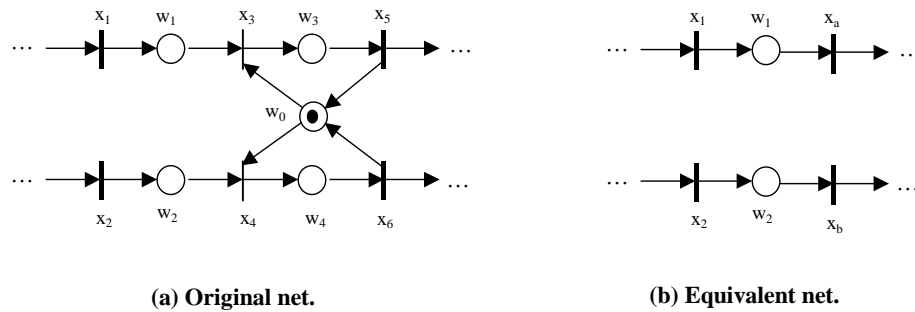 x1 w1 x3 w3 x5
… …
w0
… …
x2 w2 x4 w4 x6
(a) Original net.
x1 w1 xa
… …
… …
x2 w2 xb
(b) Equivalent net.